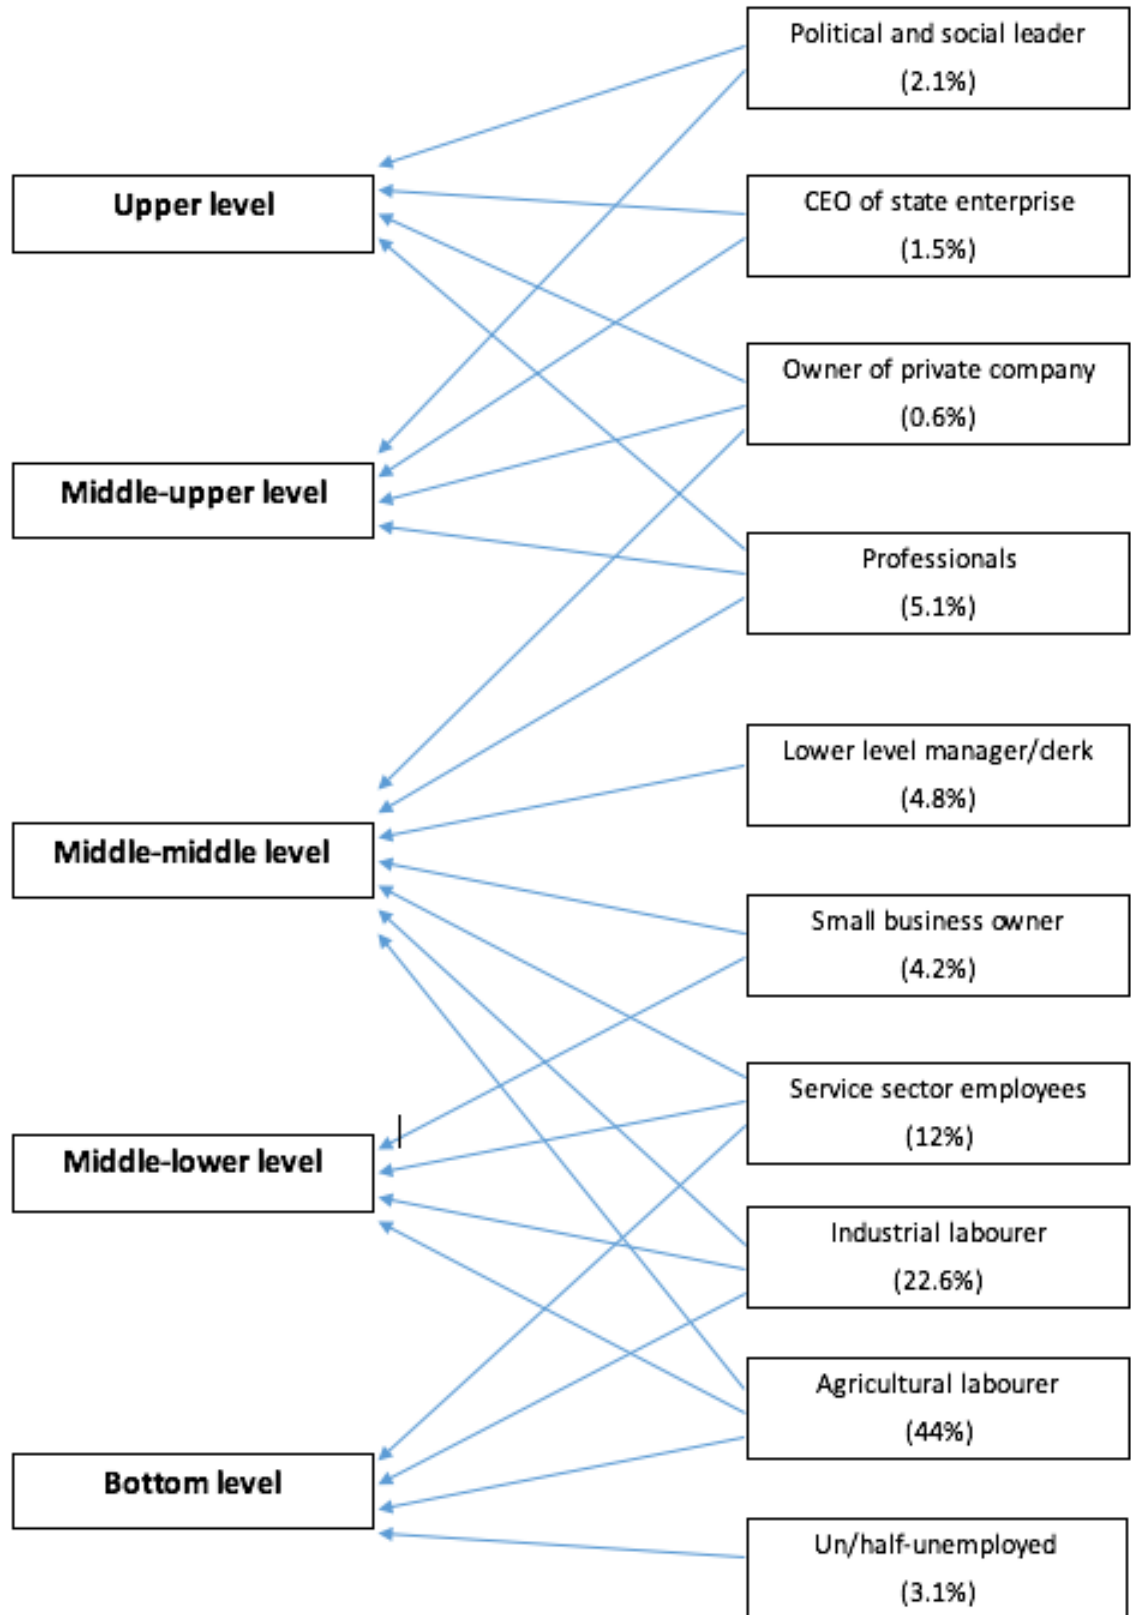 Political and social leader
(2.1%)
Upper level
CEO of state enterprise
(1.5%)
Owner of private company
(0.6%)
Middle-upper level
Professionals
(5.1%)
Lower level manager/clerk
(4.8%)
Middle-middle level
Small business owner
(4.2%)
Service sector employees
(12%)
Middle-lower level
Industrial labourer
(22.6%)
Agricultural labourer
(44%)
Bottom level
Un/half-unemployed
(3.1%)